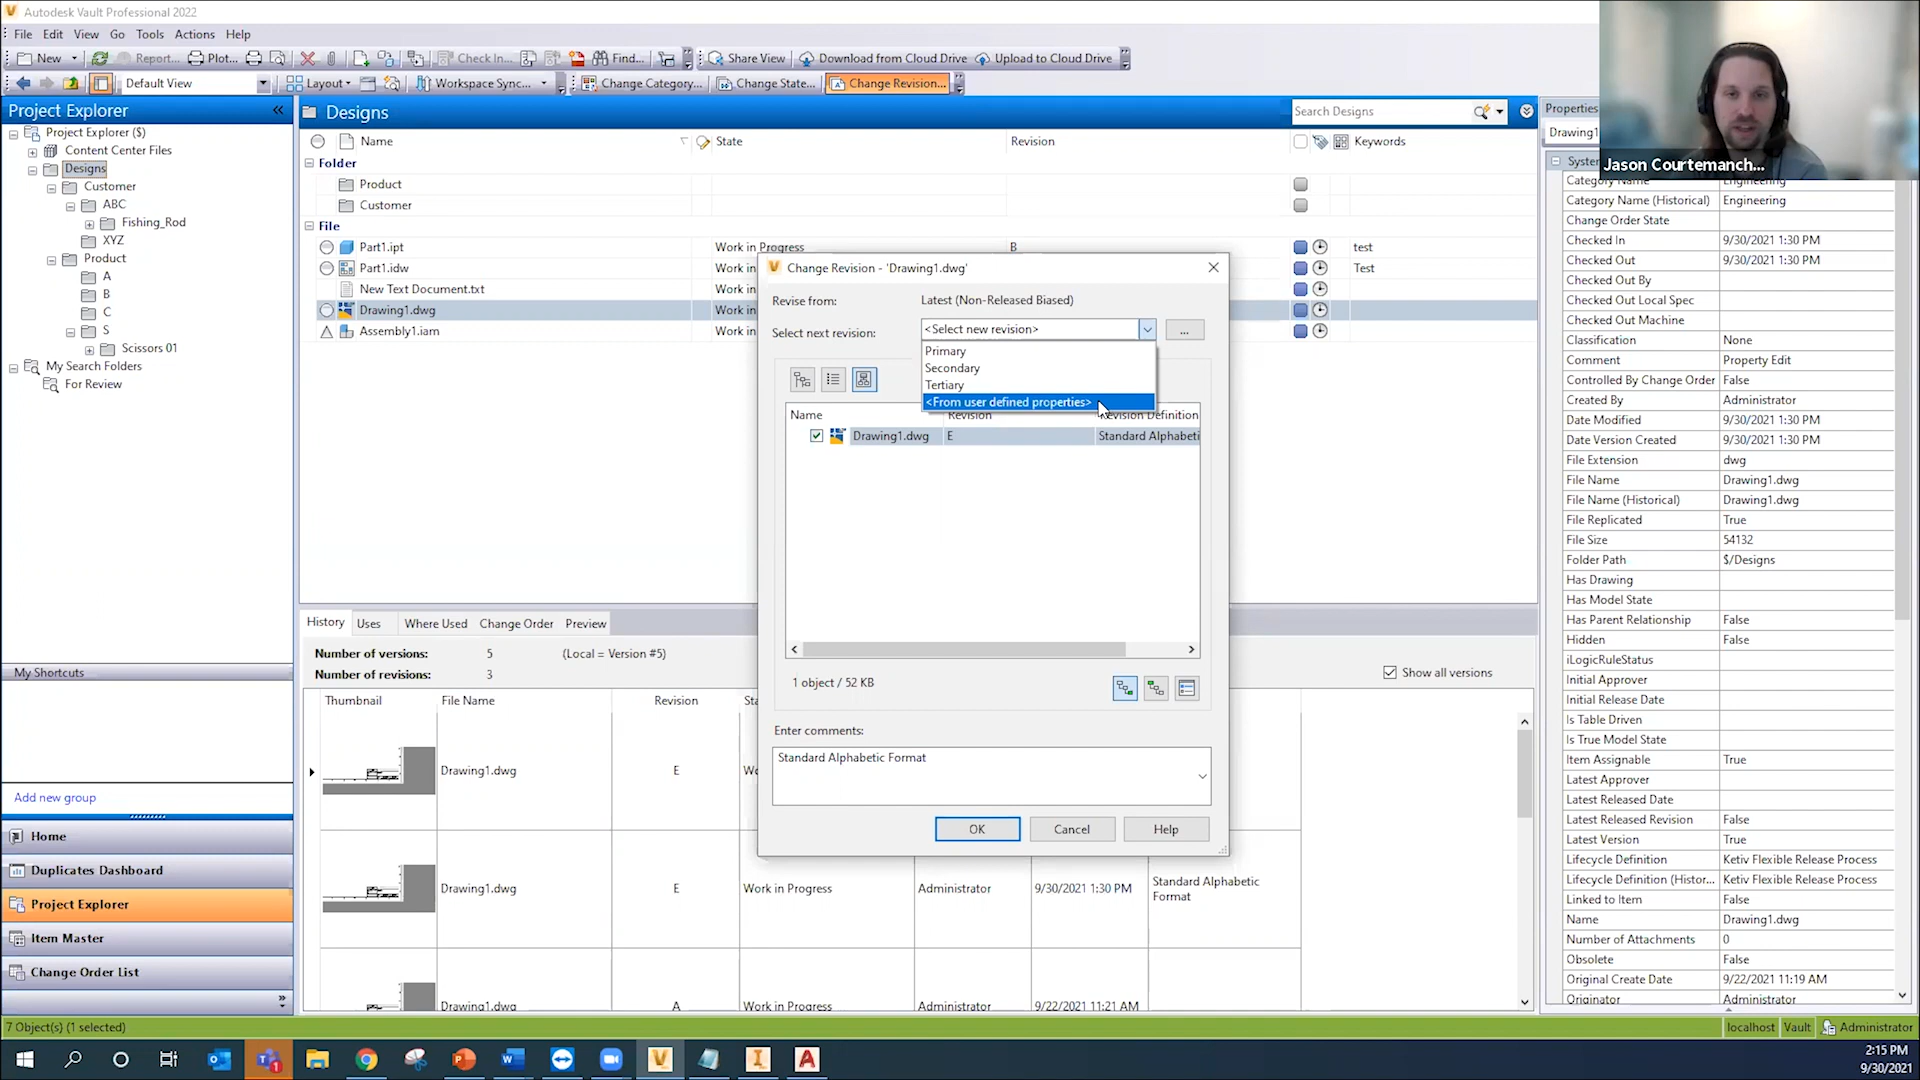 Autodesk Vault Professional 2022
File Edit View Go Tools Actions Help
New Report... Plot... Check In... Find... Share View Download from Cloud Drive Upload to Cloud Drive
Default View Layout Workspace Sync... Change Category... Change State... Change Revision...
Project Explorer «
Project Explorer ($)
Content Center Files
Designs
Customer
ABC
Fishing_Rod
XYZ
Product
A
B
C
S
Scissors 01
My Search Folders
For Review
My Shortcuts
Add new group
Home
Duplicates Dashboard
Project Explorer
Item Master
Change Order List
Designs
Search Designs
Name State Revision Keywords
Folder
Product
Customer
File
Part1.ipt Work in Progress B test
Part1.idw Work in Test
New Text Document.txt Work in
Drawing1.dwg Work in
Assembly1.iam Work in
Change Revision - 'Drawing1.dwg'
Revise from: Latest (Non-Released Biased)
Select next revision: <Select new revision> ...
Primary
Secondary
Tertiary
<From user defined properties>
Name Revision Revision Definition
Drawing1.dwg E Standard Alphabeti
1 object / 52 KB
Enter comments:
Standard Alphabetic Format
OK Cancel Help
History Uses Where Used Change Order Preview
Number of versions: 5 (Local = Version #5)
Number of revisions: 3
Show all versions
Thumbnail File Name Revision Sta
Drawing1.dwg E Wo
Drawing1.dwg E Work in Progress Administrator 9/30/2021 1:30 PM Standard Alphabetic
Format
Drawing1.dwg A Work in Progress Administrator 9/22/2021 11:21 AM
Jason Courtemanch...
Properties
Drawing1
Syste
Category Name Engineering
Category Name (Historical) Engineering
Change Order State
Checked In 9/30/2021 1:30 PM
Checked Out 9/30/2021 1:30 PM
Checked Out By
Checked Out Local Spec
Checked Out Machine
Classification None
Comment Property Edit
Controlled By Change Order False
Created By Administrator
Date Modified 9/30/2021 1:30 PM
Date Version Created 9/30/2021 1:30 PM
File Extension dwg
File Name Drawing1.dwg
File Name (Historical) Drawing1.dwg
File Replicated True
File Size 54132
Folder Path $/Designs
Has Drawing
Has Model State
Has Parent Relationship False
Hidden False
iLogicRuleStatus
Initial Approver
Initial Release Date
Is Table Driven
Is True Model State
Item Assignable True
Latest Approver
Latest Released Date
Latest Released Revision False
Latest Version True
Lifecycle Definition Ketiv Flexible Release Process
Lifecycle Definition (Histor... Ketiv Flexible Release Process
Linked to Item False
Name Drawing1.dwg
Number of Attachments 0
Obsolete False
Original Create Date 9/22/2021 11:19 AM
Originator Administrator
7 Object(s) (1 selected) localhost Vault Administrator
2:15 PM
9/30/2021